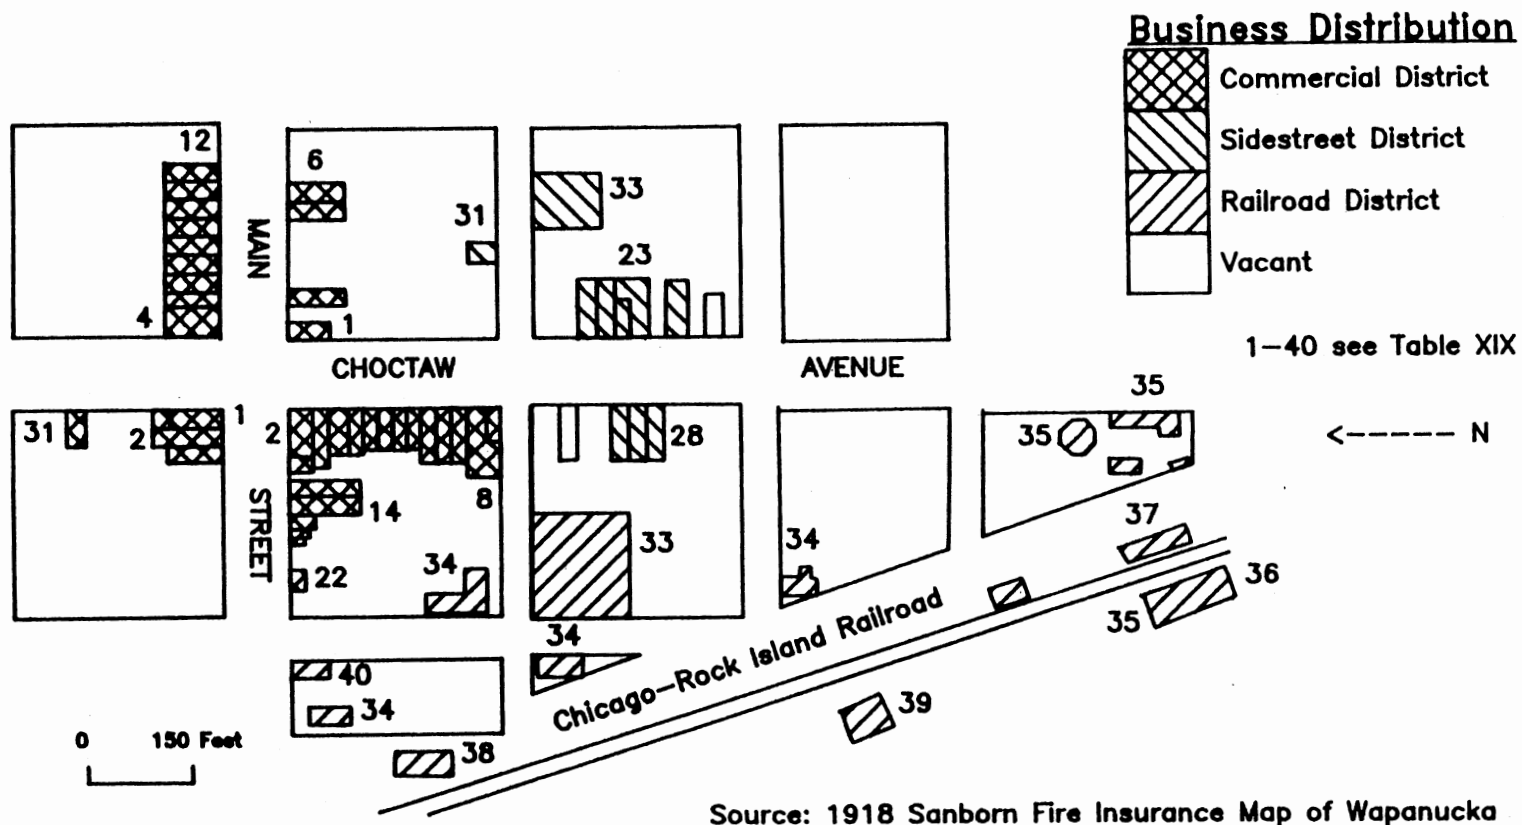 Business Distribution
Commercial District
Sidestreet District
Railroad District
Vacant
1-40 see Table XIX
<----- N
12
6
33
31
23
MAIN
4
1
CHOCTAW AVENUE
35
31
2
1
2
28
35
8
14
STREET
22
34
33
34
37
36
35
34
40
34
Chicago-Rock Island Railroad
39
38
0 150 Feet
Source: 1918 Sanborn Fire Insurance Map of Wapanucka